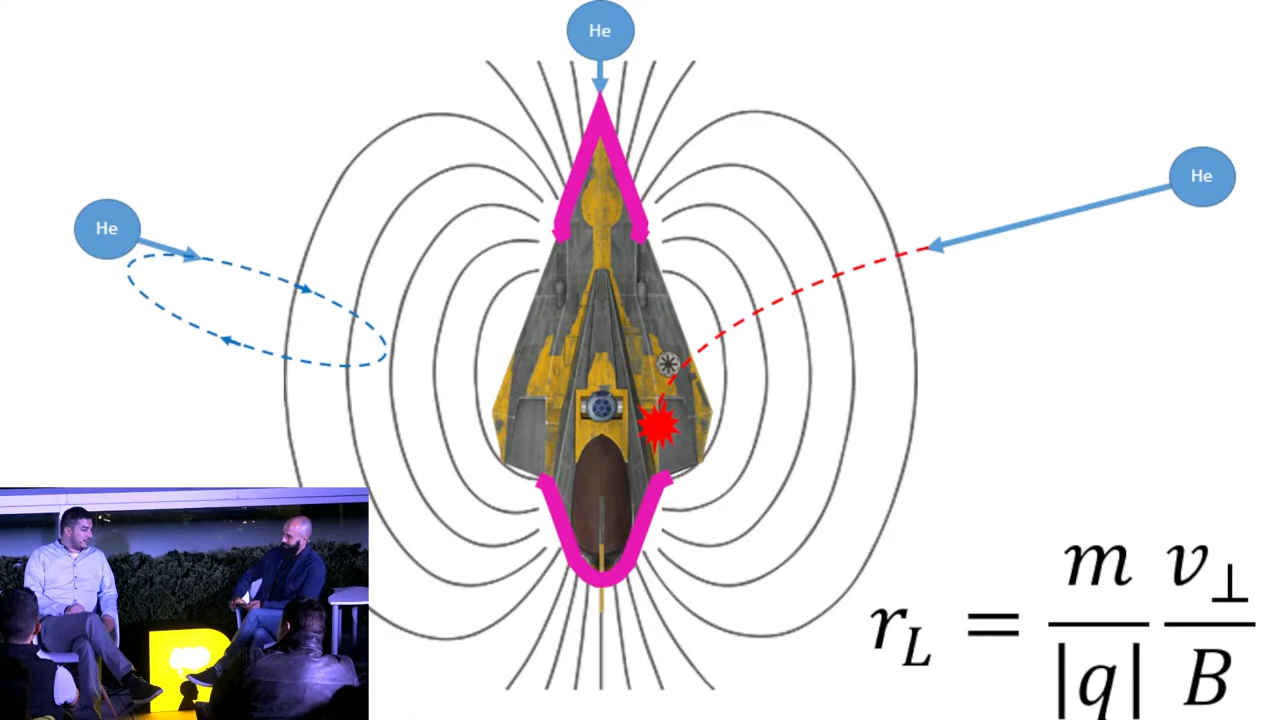 He
He
He
r_L = m/|q| v_⊥/B